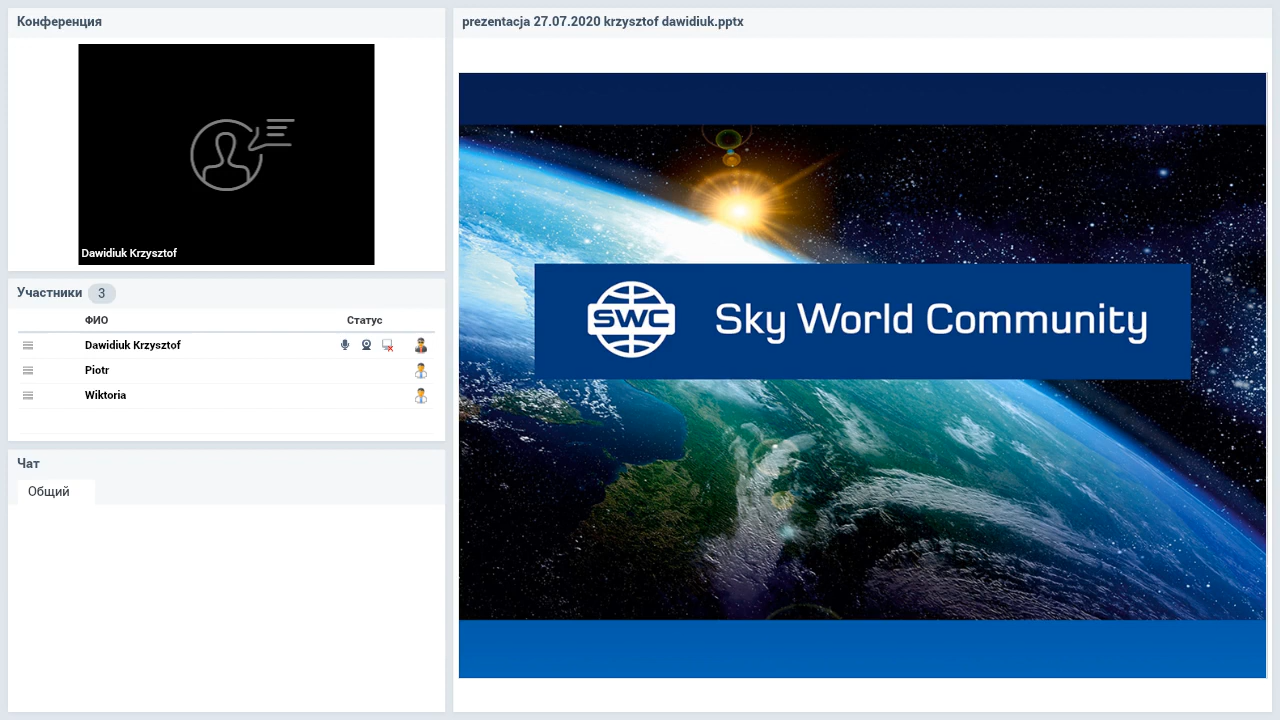 Конференция
Dawidiuk Krzysztof
Участники 3
ФИО Статус
Dawidiuk Krzysztof
Piotr
Wiktoria
Чат
Общий
prezentacja 27.07.2020 krzysztof dawidiuk.pptx
SWC Sky World Community